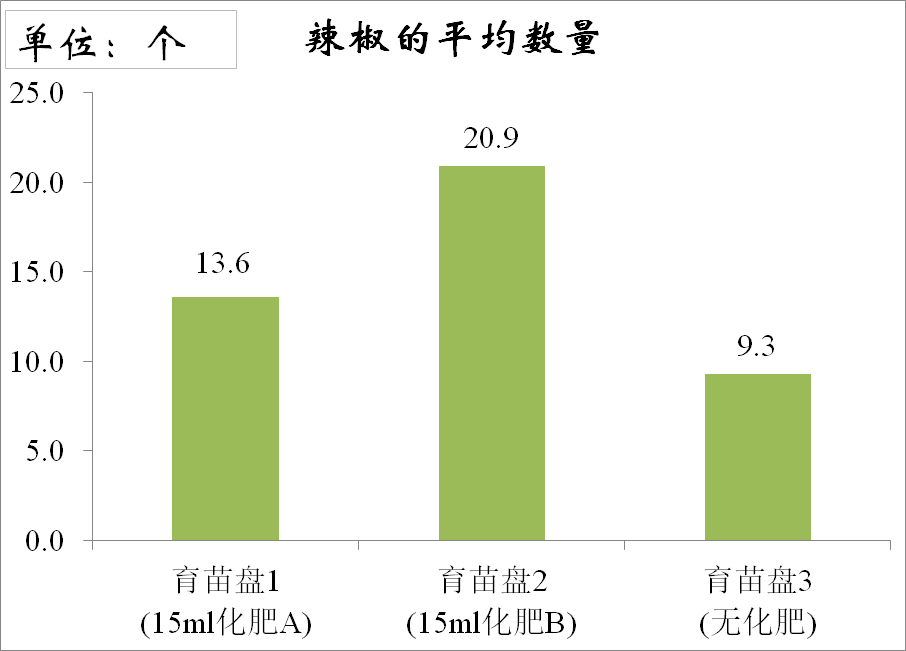 单位：个
辣椒的平均数量
25.0
20.0
15.0
10.0
5.0
0.0
13.6
20.9
9.3
育苗盘1
(15ml化肥A)
育苗盘2
(15ml化肥B)
育苗盘3
(无化肥)